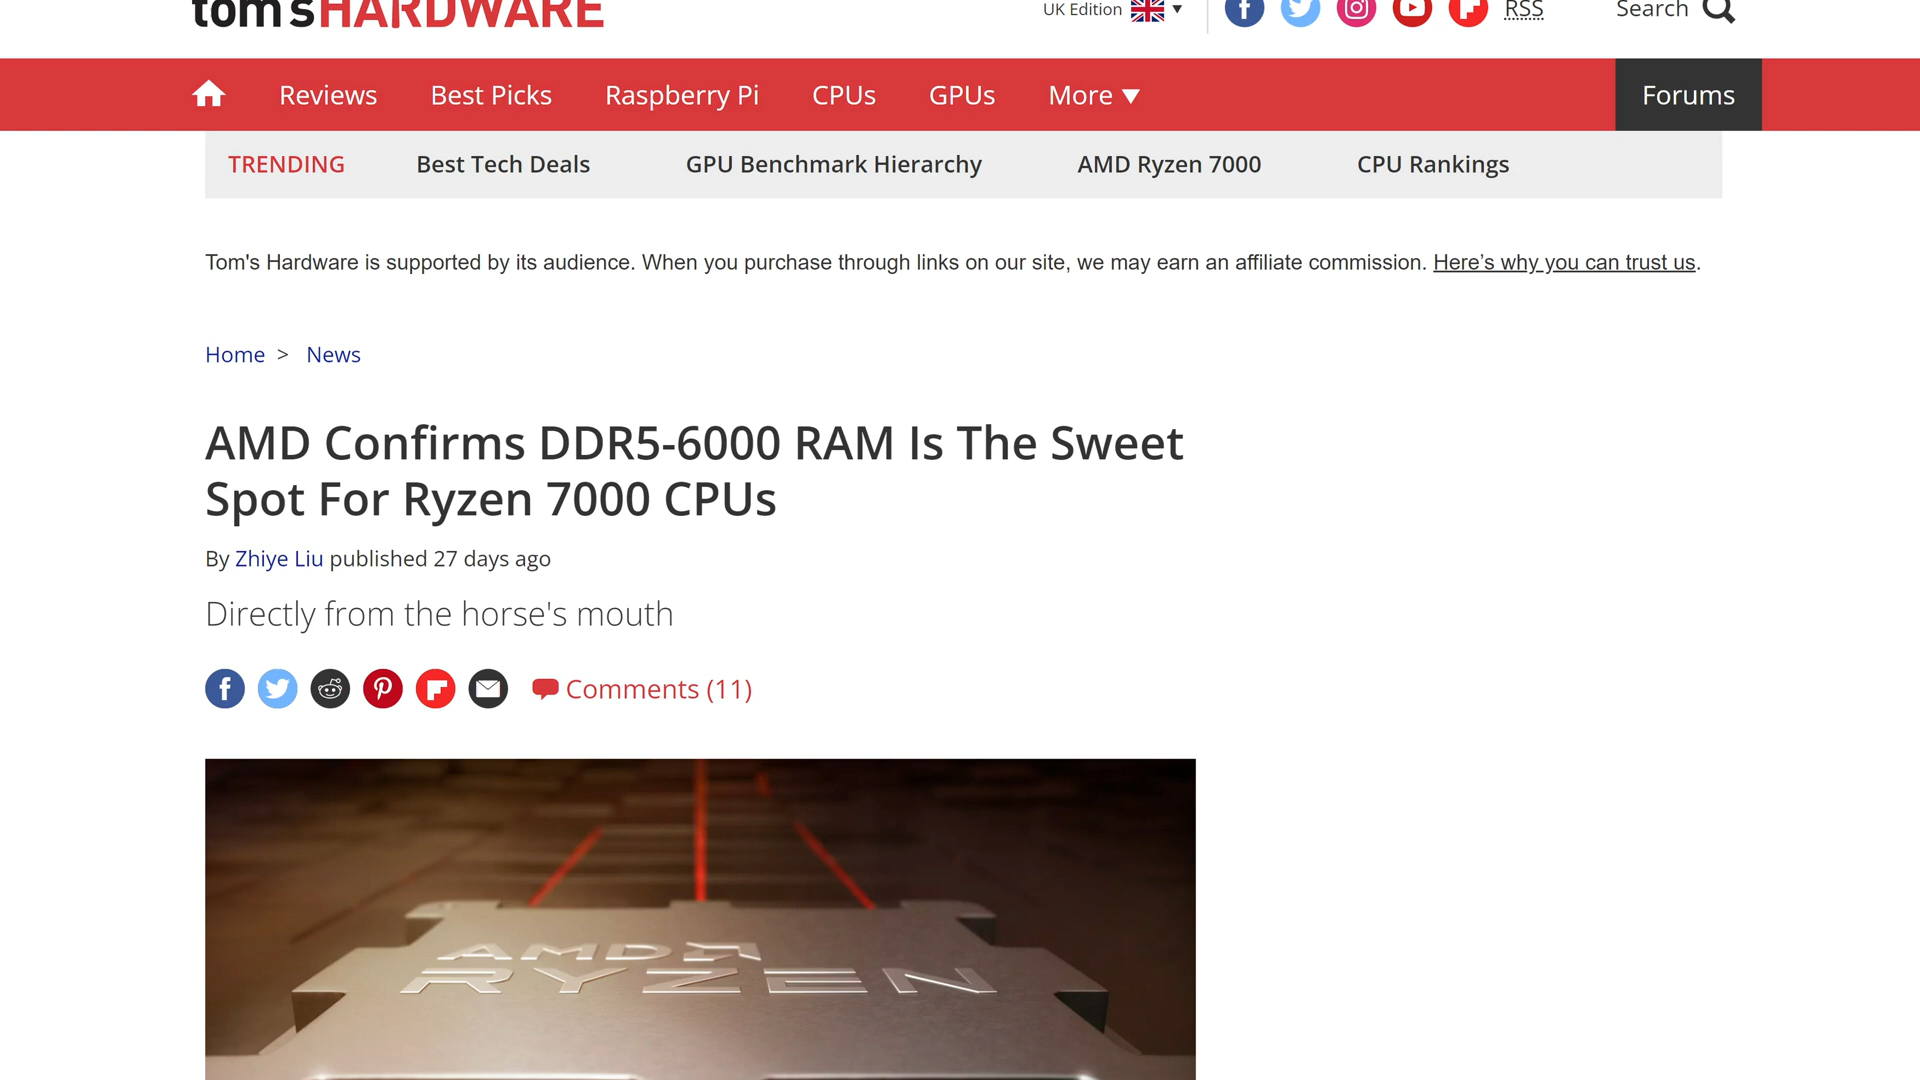 tom'sHARDWARE
UK Edition ▼
RSS
Search
Reviews Best Picks Raspberry Pi CPUs GPUs More ▼ Forums
TRENDING Best Tech Deals GPU Benchmark Hierarchy AMD Ryzen 7000 CPU Rankings
Tom's Hardware is supported by its audience. When you purchase through links on our site, we may earn an affiliate commission. Here’s why you can trust us.
Home > News
AMD Confirms DDR5-6000 RAM Is The Sweet
Spot For Ryzen 7000 CPUs
By Zhiye Liu published 27 days ago
Directly from the horse's mouth
Comments (11)
AMD
RYZEN